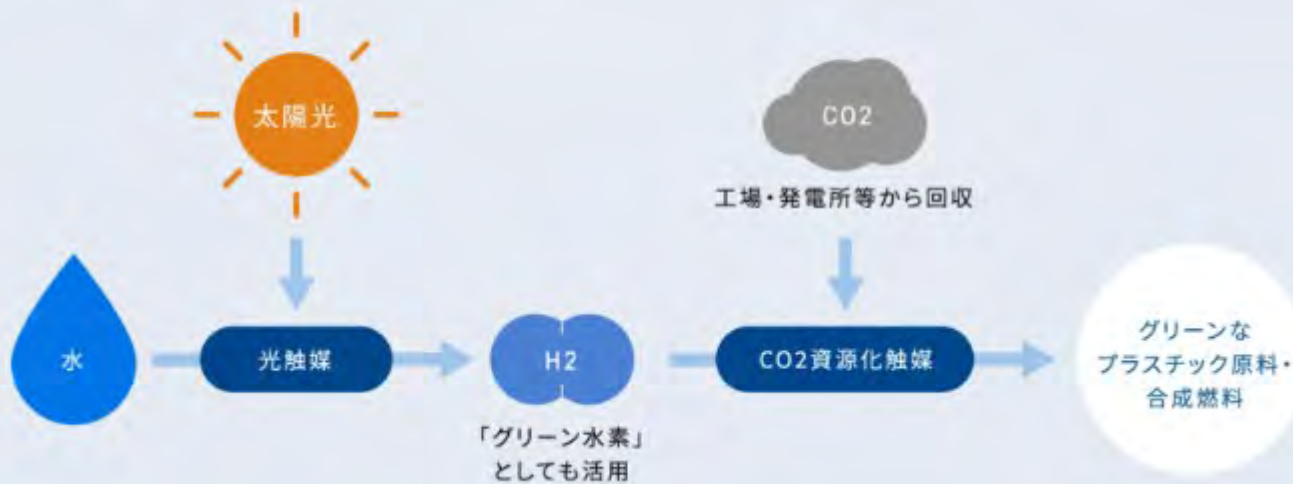 太陽光
CO2
工場・発電所等から回収
水
光触媒
H2
「グリーン水素」
としても活用
CO2資源化触媒
グリーンな
プラスチック原料・
合成燃料